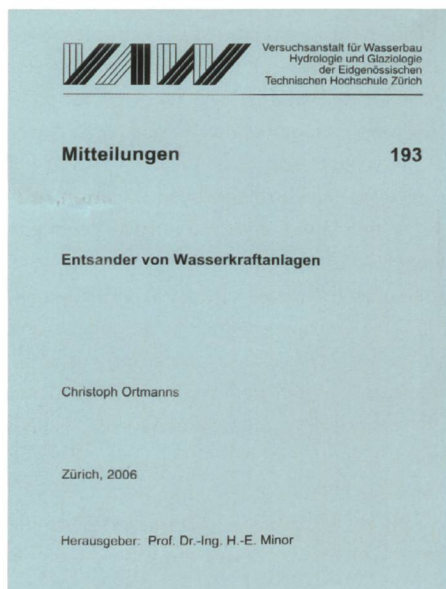 VAW
Versuchsanstalt für Wasserbau
Hydrologie und Glaziologie
der Eidgenössischen
Technischen Hochschule Zürich
Mitteilungen 193
Entsander von Wasserkraftanlagen
Christoph Ortmanns
Zürich, 2006
Herausgeber: Prof. Dr.-Ing. H.-E. Minor